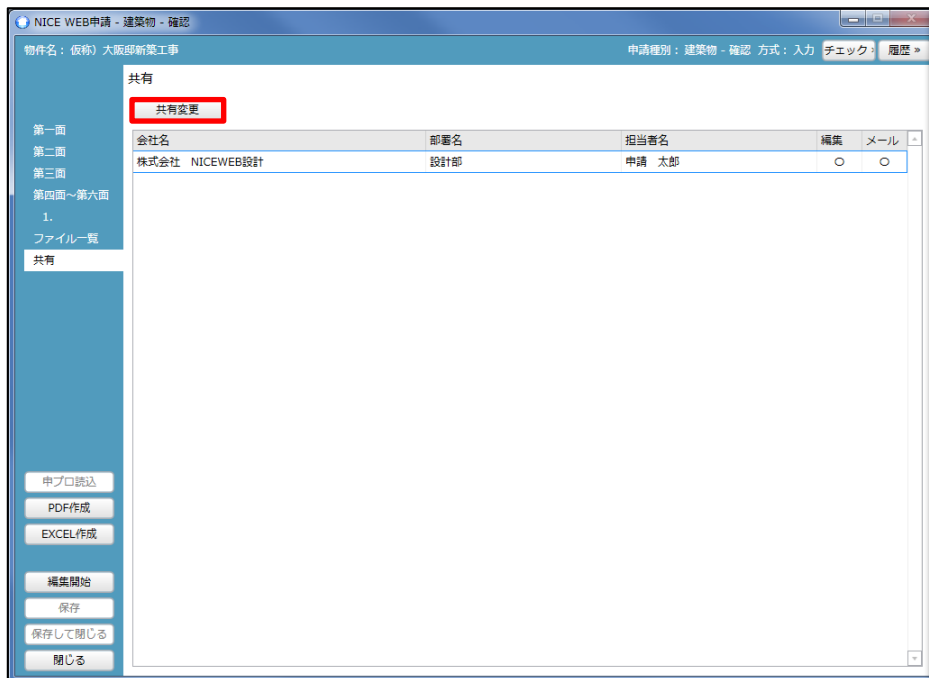 NICE WEB申請 - 建築物 - 確認
物件名： 仮称）大阪邸新築工事
申請種別： 建築物 - 確認 方式： 入力
チェック»
履歴 »
共有
共有変更
第一面
第二面
第三面
第四面～第六面
1.
ファイル一覧
共有
会社名 部署名 担当者名 編集 メール
株式会社　NICEWEB設計 設計部 申請　太郎 ○ ○
申プロ読込
PDF作成
EXCEL作成
編集開始
保存
保存して閉じる
閉じる